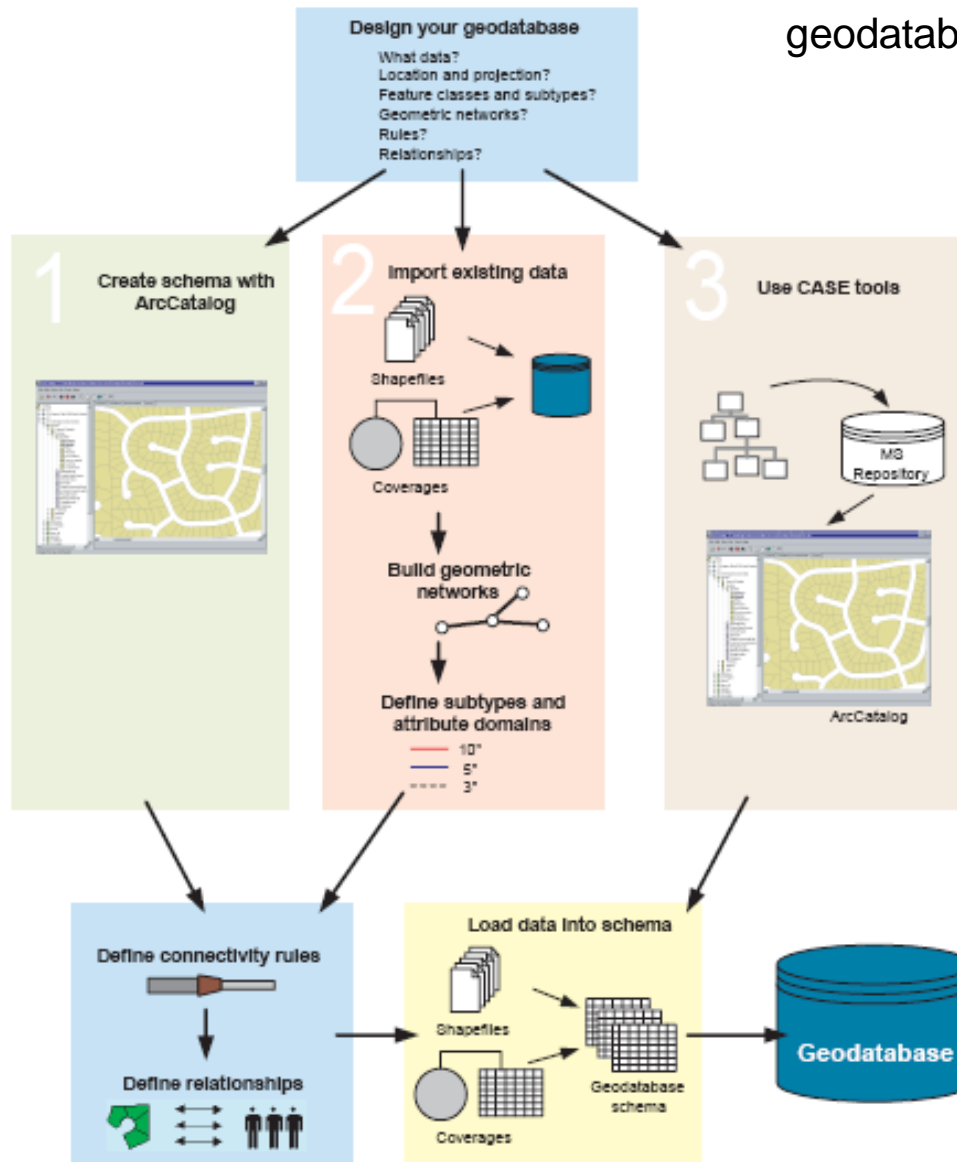 geodatab
Design your geodatabase
What data?
Location and projection?
Feature classes and subtypes?
Geometric networks?
Rules?
Relationships?
1
Create schema with
ArcCatalog
2
Import existing data
Shapefiles
Coverages
Build geometric
networks
Define subtypes and
attribute domains
10"
5"
3"
3
Use CASE tools
MS
Repository
ArcCatalog
Define connectivity rules
Define relationships
Load data into schema
Shapefiles
Coverages
Geodatabase
schema
Geodatabase